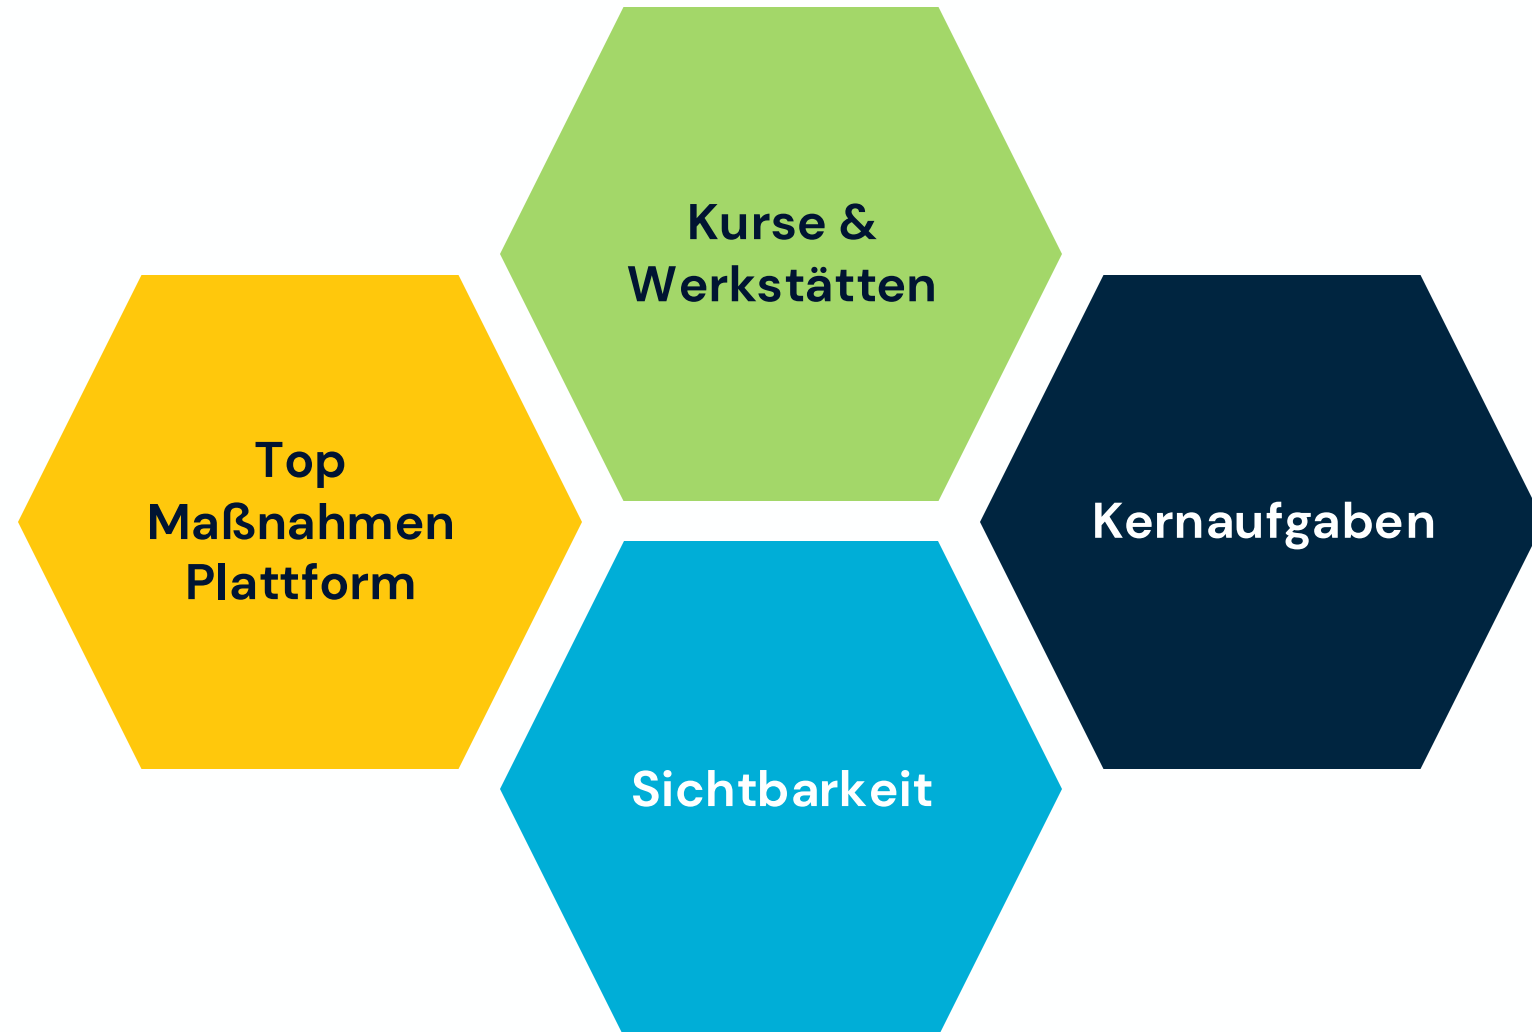 Kurse &
Werkstätten
Top
Maßnahmen
Plattform
Kernaufgaben
Sichtbarkeit